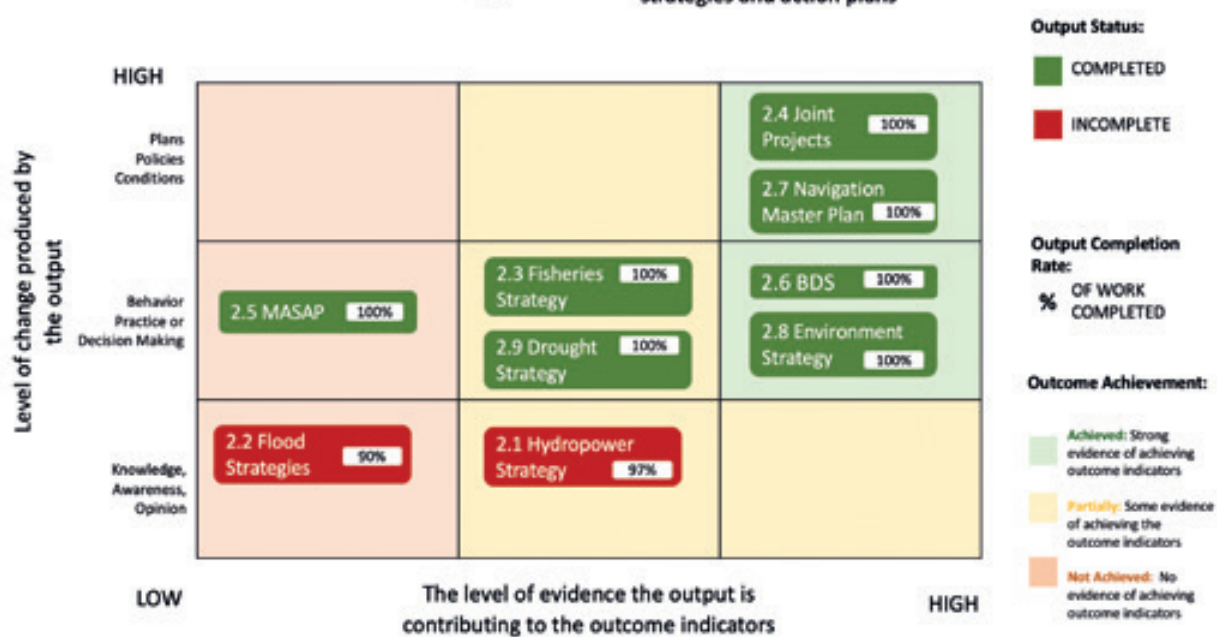 strategies and action plans
Output Status:
COMPLETED
INCOMPLETE
HIGH
Level of change produced by
the output
Plans
Policies
Conditions
2.4 Joint
Projects
100%
2.7 Navigation
Master Plan
100%
Behavior
Practice or
Decision Making
2.5 MASAP
100%
2.3 Fisheries
Strategy
100%
2.9 Drought
Strategy
100%
2.6 BDS
100%
2.8 Environment
Strategy
100%
Knowledge,
Awareness,
Opinion
2.2 Flood
Strategies
90%
2.1 Hydropower
Strategy
97%
LOW
The level of evidence the output is
contributing to the outcome indicators
HIGH
Output Completion
Rate:
% OF WORK
COMPLETED
Outcome Achievement:
Achieved: Strong
evidence of achieving
outcome indicators
Partially: Some evidence
of achieving the
outcome indicators
Not Achieved: No
evidence of achieving
outcome indicators